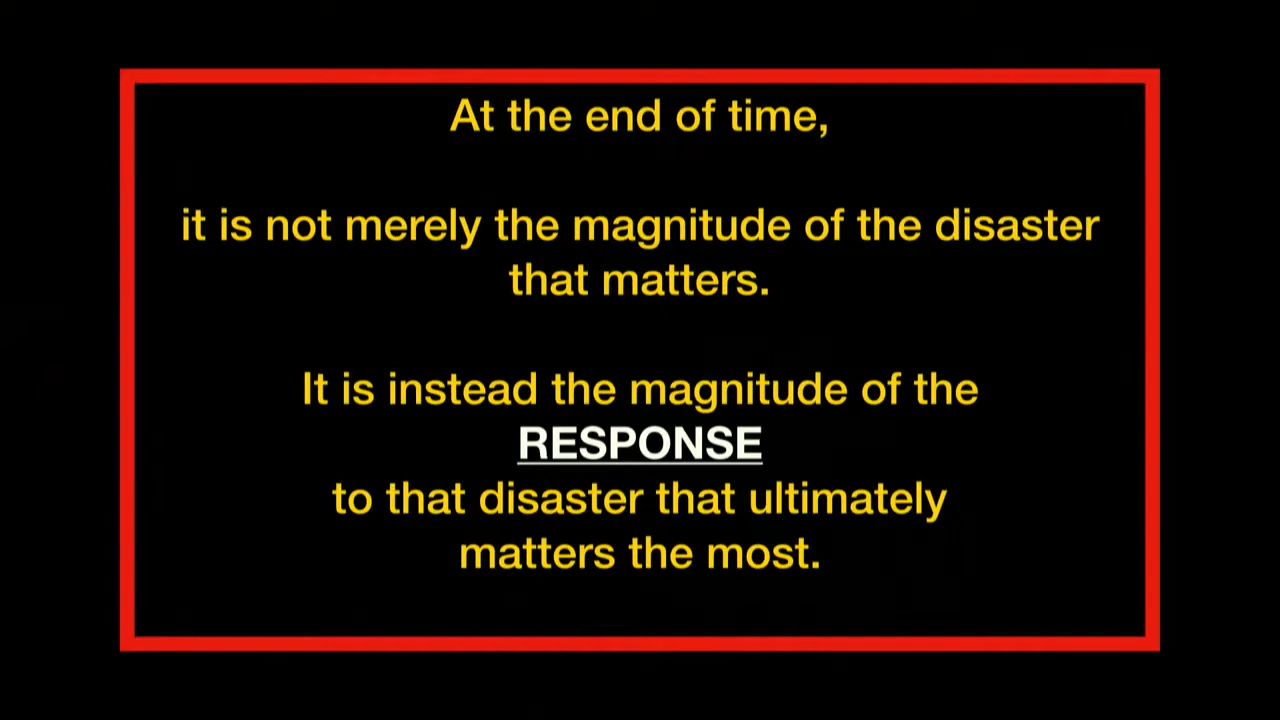 At the end of time,
it is not merely the magnitude of the disaster
that matters.
It is instead the magnitude of the
RESPONSE
to that disaster that ultimately
matters the most.